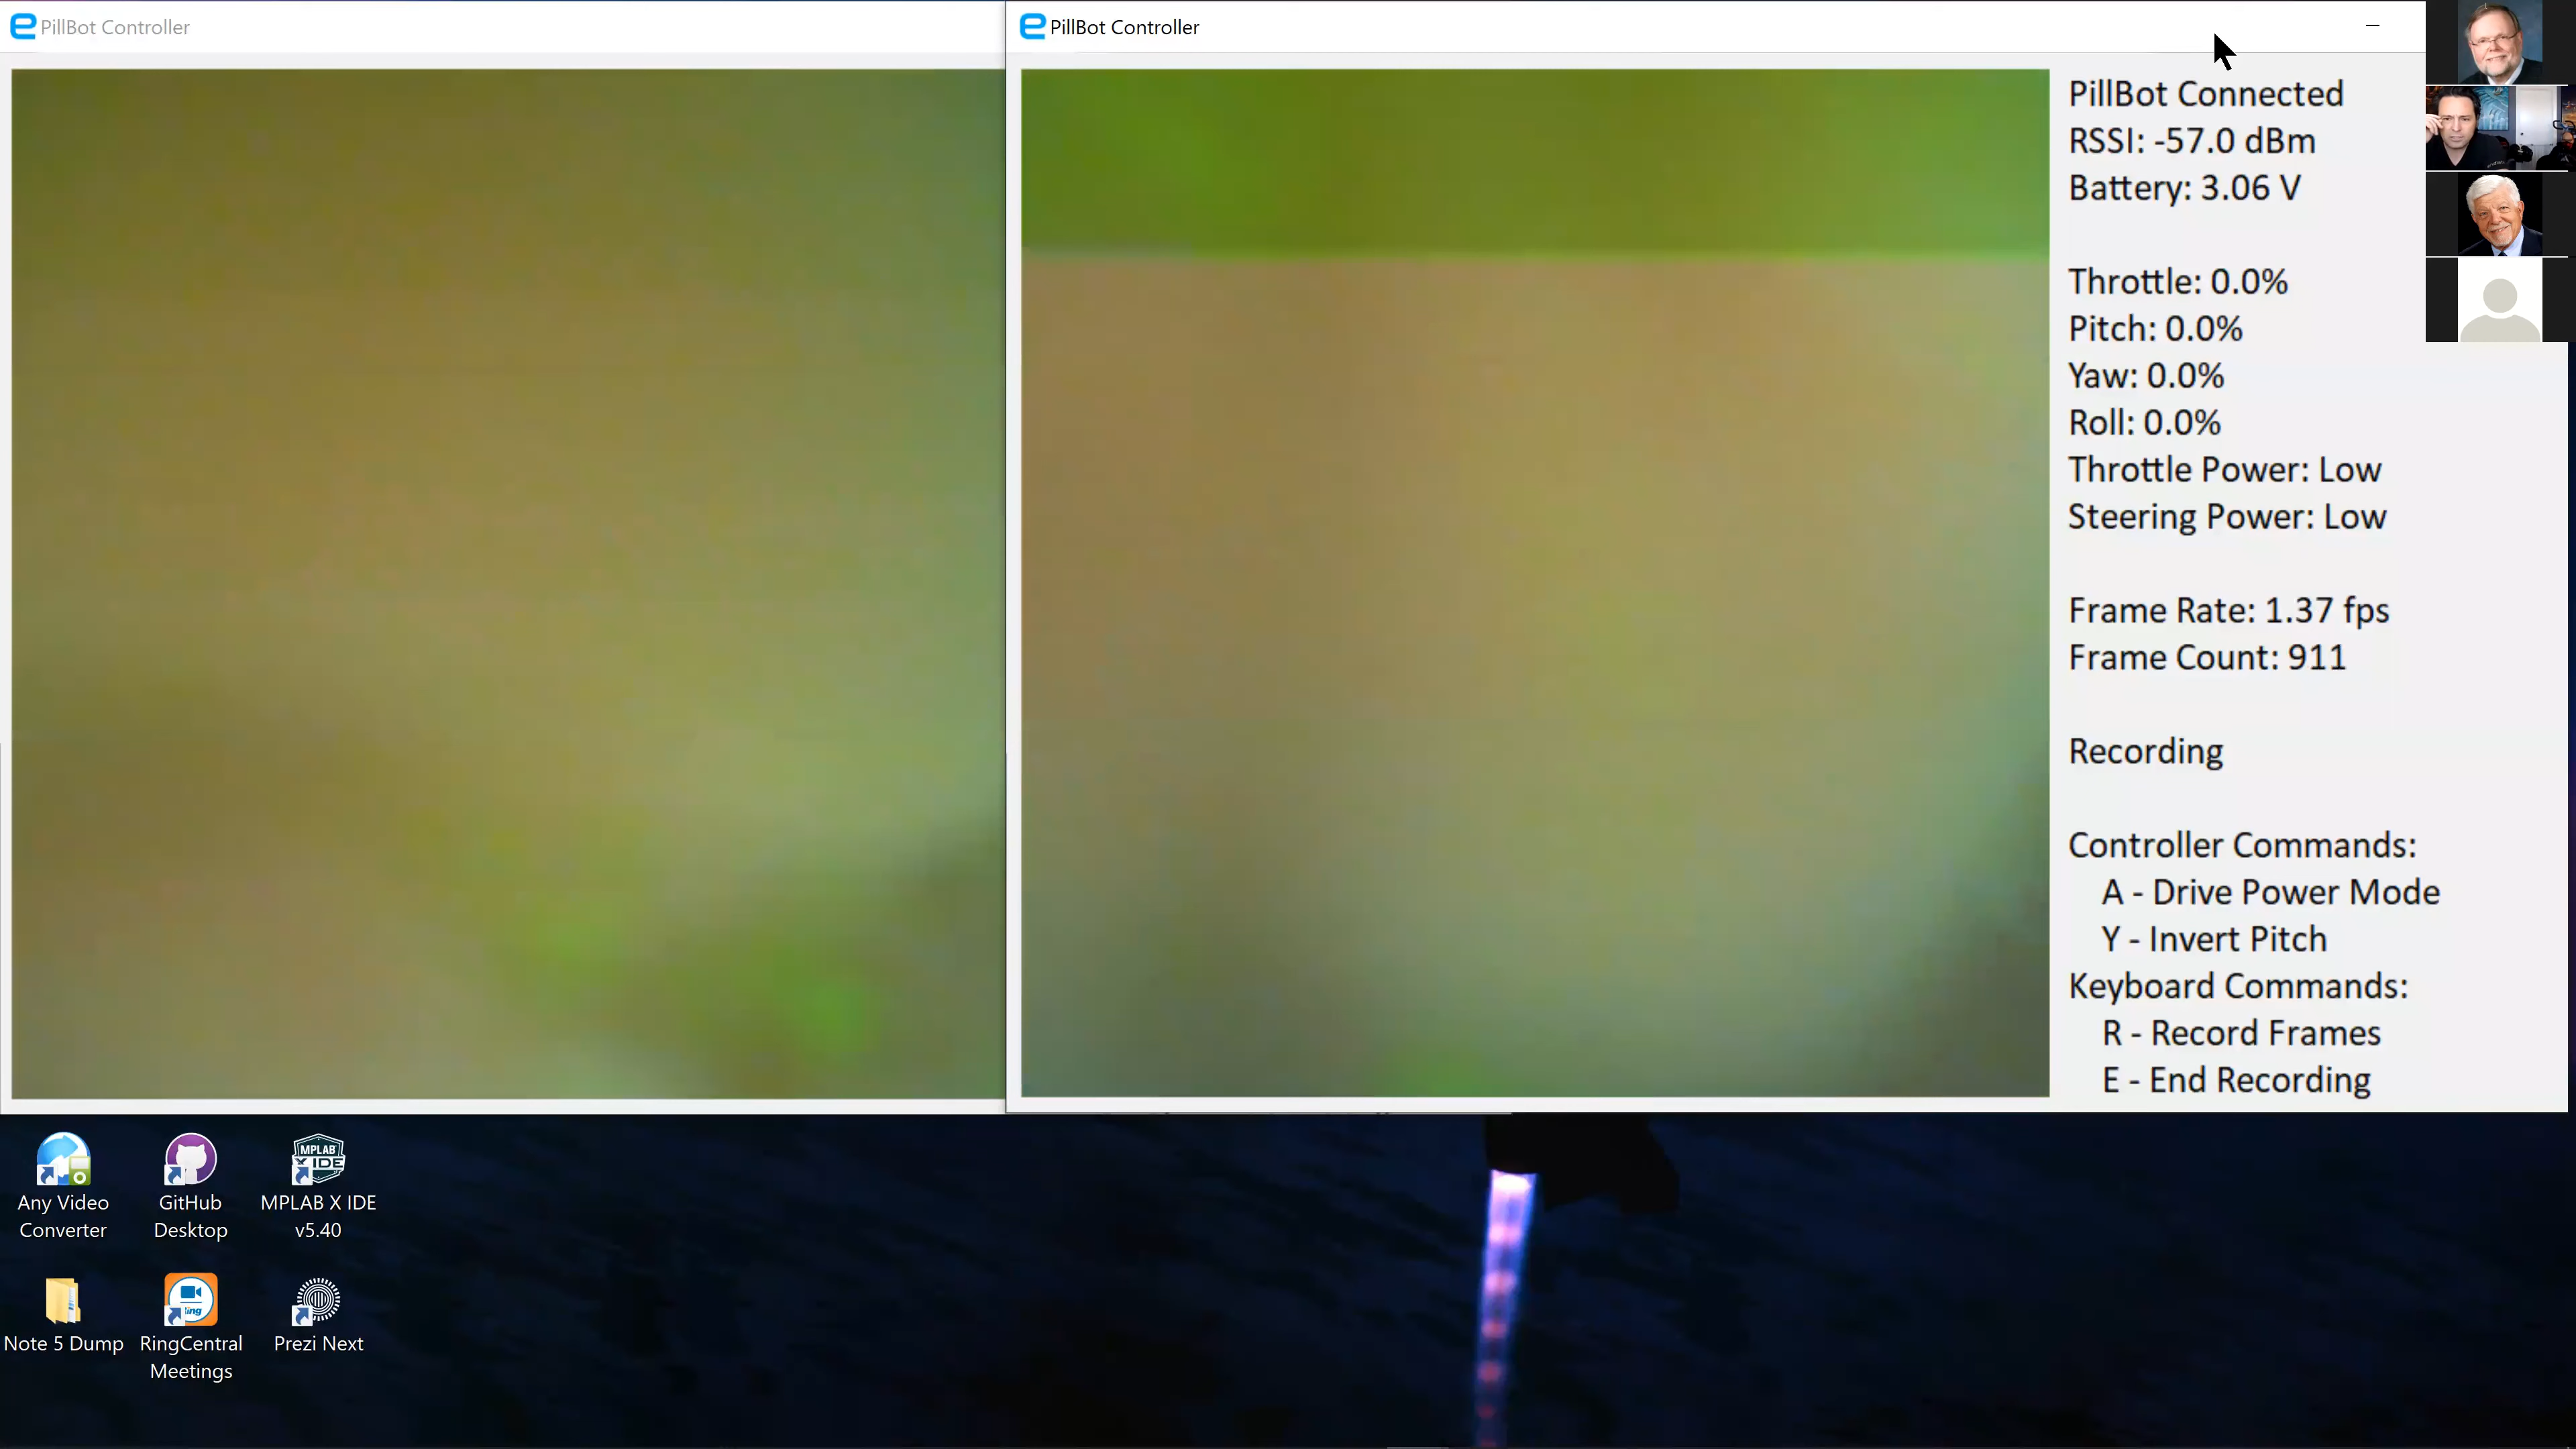 PillBot Controller
PillBot Controller
PillBot Connected
RSSI: -57.0 dBm
Battery: 3.06 V
Throttle: 0.0%
Pitch: 0.0%
Yaw: 0.0%
Roll: 0.0%
Throttle Power: Low
Steering Power: Low
Frame Rate: 1.37 fps
Frame Count: 911
Recording
Controller Commands:
A - Drive Power Mode
Y - Invert Pitch
Keyboard Commands:
R - Record Frames
E - End Recording
MPLAB
X IDE
Any Video
Converter
GitHub
Desktop
MPLAB X IDE
v5.40
ing
Note 5 Dump
RingCentral
Meetings
Prezi Next